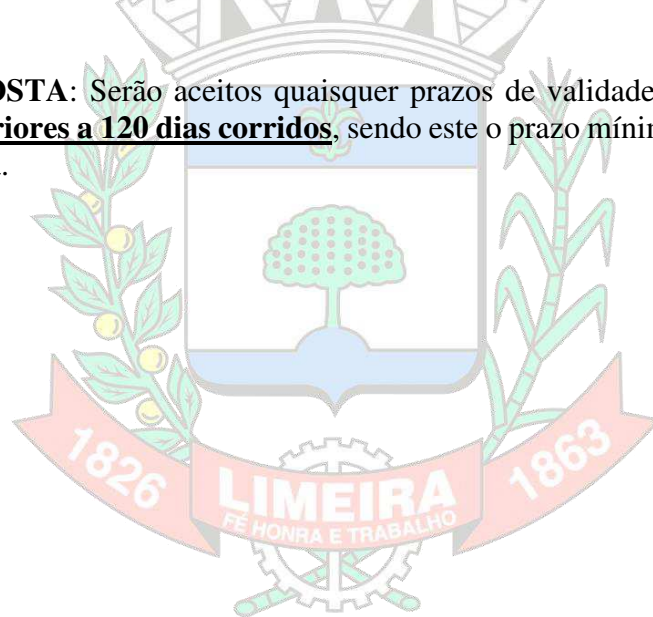 OSTA: Serão aceitos quaisquer prazos de validade
riores a 120 dias corridos, sendo este o prazo mínin
.
1826
LIMEIRA
1863
FÉ HONRA E TRABALHO